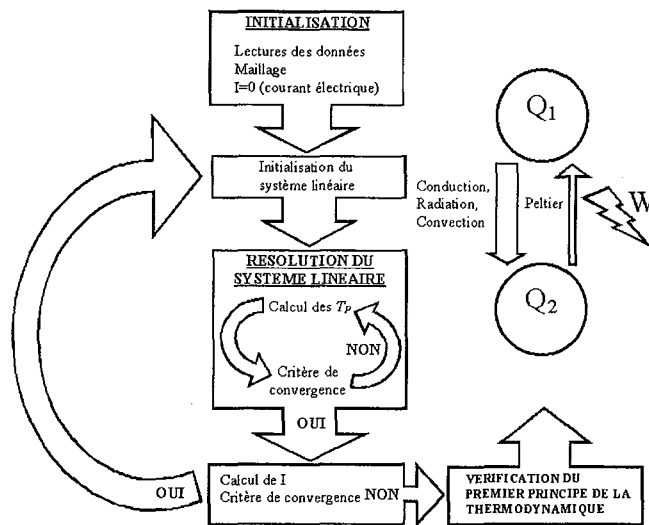 INITIALISATION
Lectures des données
Maillage
I=0 (courant électrique)
Initialisation du
système linéaire
RESOLUTION DU
SYSTEME LINEAIRE
Calcul des TP
NON
Critère de
convergence
OUI
Calcul de I
Critère de convergence
NON
OUI
VERIFICATION DU
PREMIER PRINCIPE DE LA
THERMODYNAMIQUE
Q1
Conduction,
Radiation,
Convection
Peltier
W
Q2